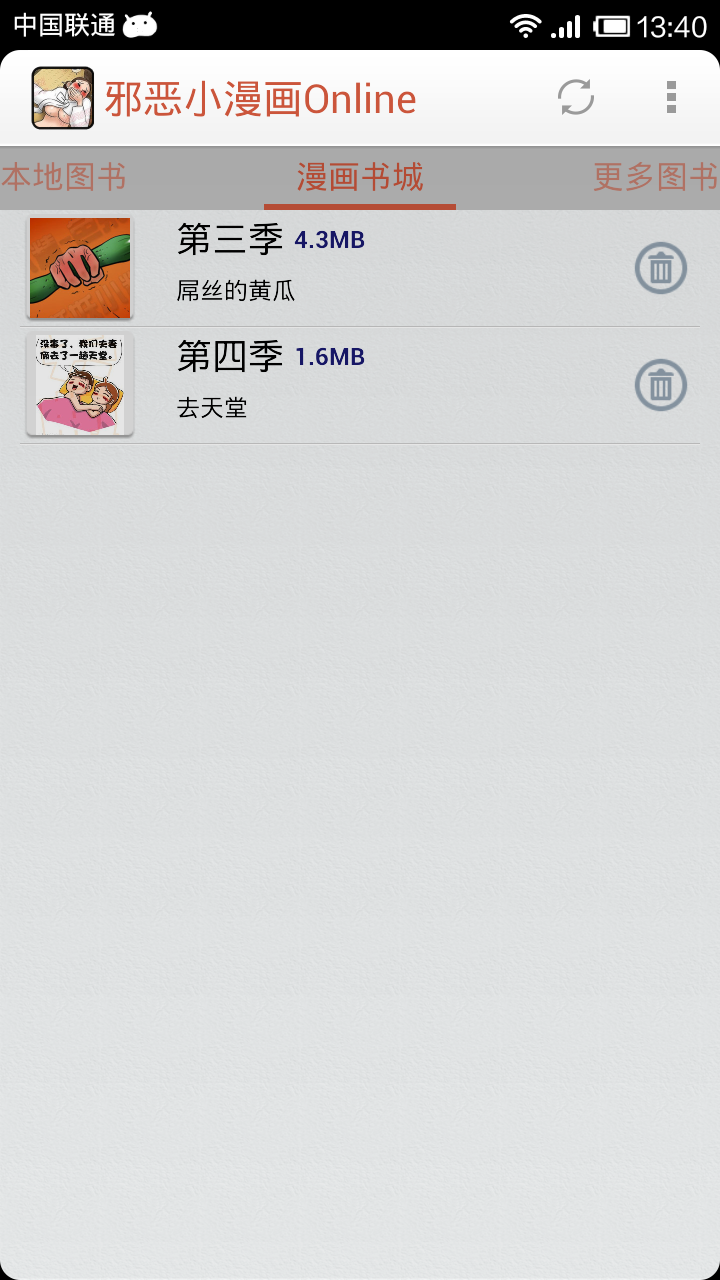 中国联通 13:40
邪恶小漫画Online
本地图书 漫画书城 更多图书
第三季 4.3MB
屌丝的黄瓜
没事了、我们夫妻
俩去了一趟天堂。
第四季 1.6MB
去天堂